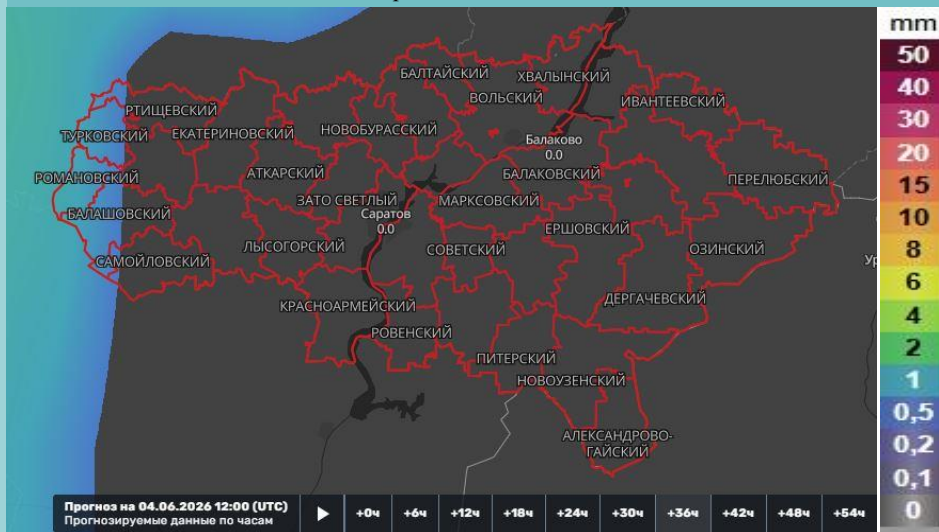 mm
50
40
30
20
15
10
8
6
4
2
1
0,5
0,2
0,1
0
БАЛТАЙСКИЙ
ХВАЛЫНСКИЙ
ВОЛЬСКИЙ
ИВАНТЕЕВСКИЙ
РТИЩЕВСКИЙ
ТУРКОВСКИЙ
ЕКАТЕРИНОВСКИЙ
НОВОБУРАССКИЙ
Балаково
0.0
РОМАНОВСКИЙ
АТКАРСКИЙ
БАЛАКОВСКИЙ
ПЕРЕЛЮБСКИЙ
ЗАТО СВЕТЛЫЙ
МАРКСОВСКИЙ
БАЛАШОВСКИЙ
Саратов
0.0
ЕРШОВСКИЙ
ЛЫСОГОРСКИЙ
СОВЕТСКИЙ
ОЗИНСКИЙ
САМОЙЛОВСКИЙ
Ур
КРАСНОАРМЕЙСКИЙ
ДЕРГАЧЕВСКИЙ
РОВЕНСКИЙ
ПИТЕРСКИЙ
НОВОУЗЕНСКИЙ
АЛЕКСАНДРОВО-
ГАЙСКИЙ
Прогноз на 04.06.2026 12:00 (UTC)
Прогнозируемые данные по часам
+0ч +6ч +12ч +18ч +24ч +30ч +36ч +42ч +48ч +54ч